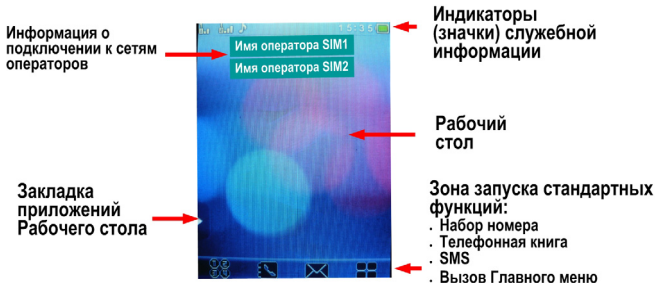 Информация о
подключении к сетям
операторов
15:35
Имя оператора SIM1
Имя оператора SIM2
Индикаторы
(значки) служебной
информации
Рабочий
стол
Закладка
приложений
Рабочего стола
Зона запуска стандартных
функций:
. Набор номера
. Телефонная книга
. SMS
. Вызов Главного меню